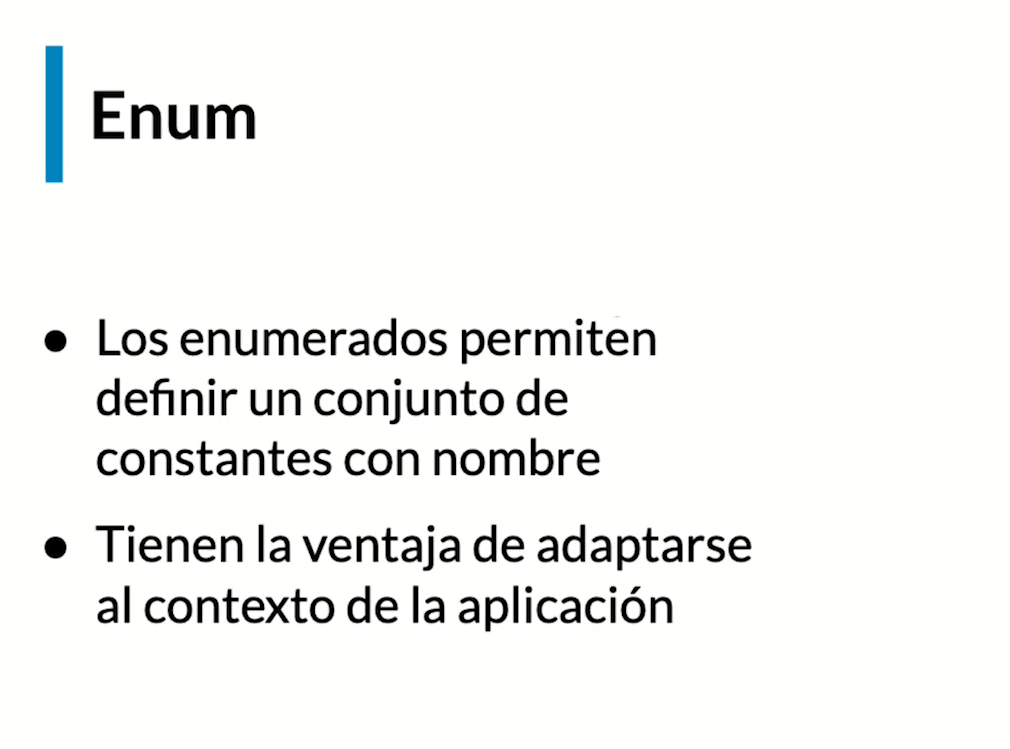 Enum
● Los enumerados permiten
definir un conjunto de
constantes con nombre
● Tienen la ventaja de adaptarse
al contexto de la aplicación